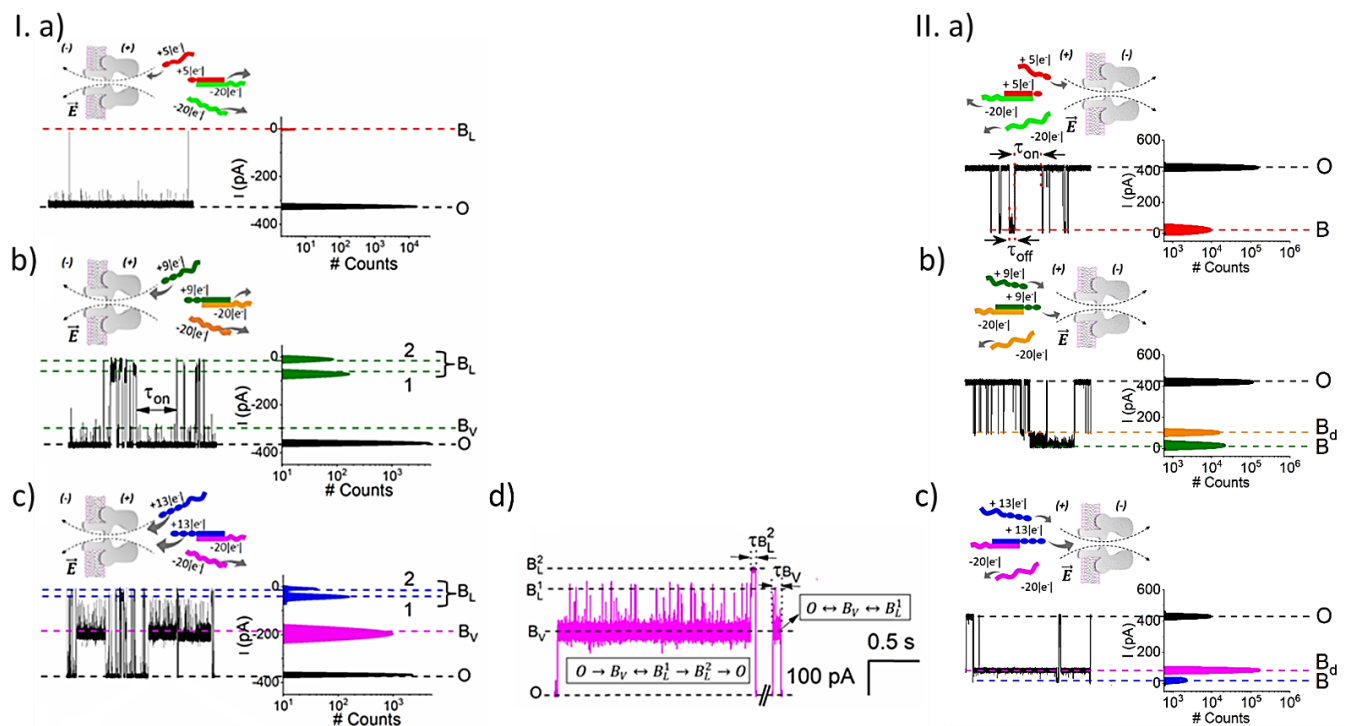 I. a)
(-) (+)
+5|e⁻|
+5|e⁻|
-20|e⁻|
-20|e⁻|
E
0
-200
-400
I (pA)
B_L
O
10¹ 10² 10³ 10⁴
# Counts
b)
(-) (+)
+9|e⁻|
+9|e⁻|
-20|e⁻|
-20|e⁻|
E
τon
0
-200
-400
I (pA)
2
1
B_L
B_V
O
10¹ 10² 10³
# Counts
c)
(-) (+)
+13|e⁻|
+13|e⁻|
-20|e⁻|
-20|e⁻|
E
0
-200
-400
I (pA)
2
1
B_L
B_V
O
10¹ 10² 10³
# Counts
d)
τB_L²
B_L²
τB_V
B_L¹
B_V
O ↔ B_V ↔ B_L¹
O → B_V ↔ B_L¹ → B_L² → O
O
0.5 s
100 pA
II. a)
+ 5|e⁻|
(+) (-)
+ 5|e⁻|
-20|e⁻|
-20|e⁻|
E
τon
τoff
600
400
200
0
I (pA)
O
B
10³ 10⁴ 10⁵ 10⁶
# Counts
b)
+ 9|e⁻|
(+) (-)
+ 9|e⁻|
-20|e⁻|
-20|e⁻|
E
600
400
200
0
I (pA)
O
B_d
B
10³ 10⁴ 10⁵ 10⁶
# Counts
c)
+ 13|e⁻|
(+) (-)
+ 13|e⁻|
-20|e⁻|
-20|e⁻|
E
600
400
200
0
I (pA)
O
B_d
B
10³ 10⁴ 10⁵ 10⁶
# Counts